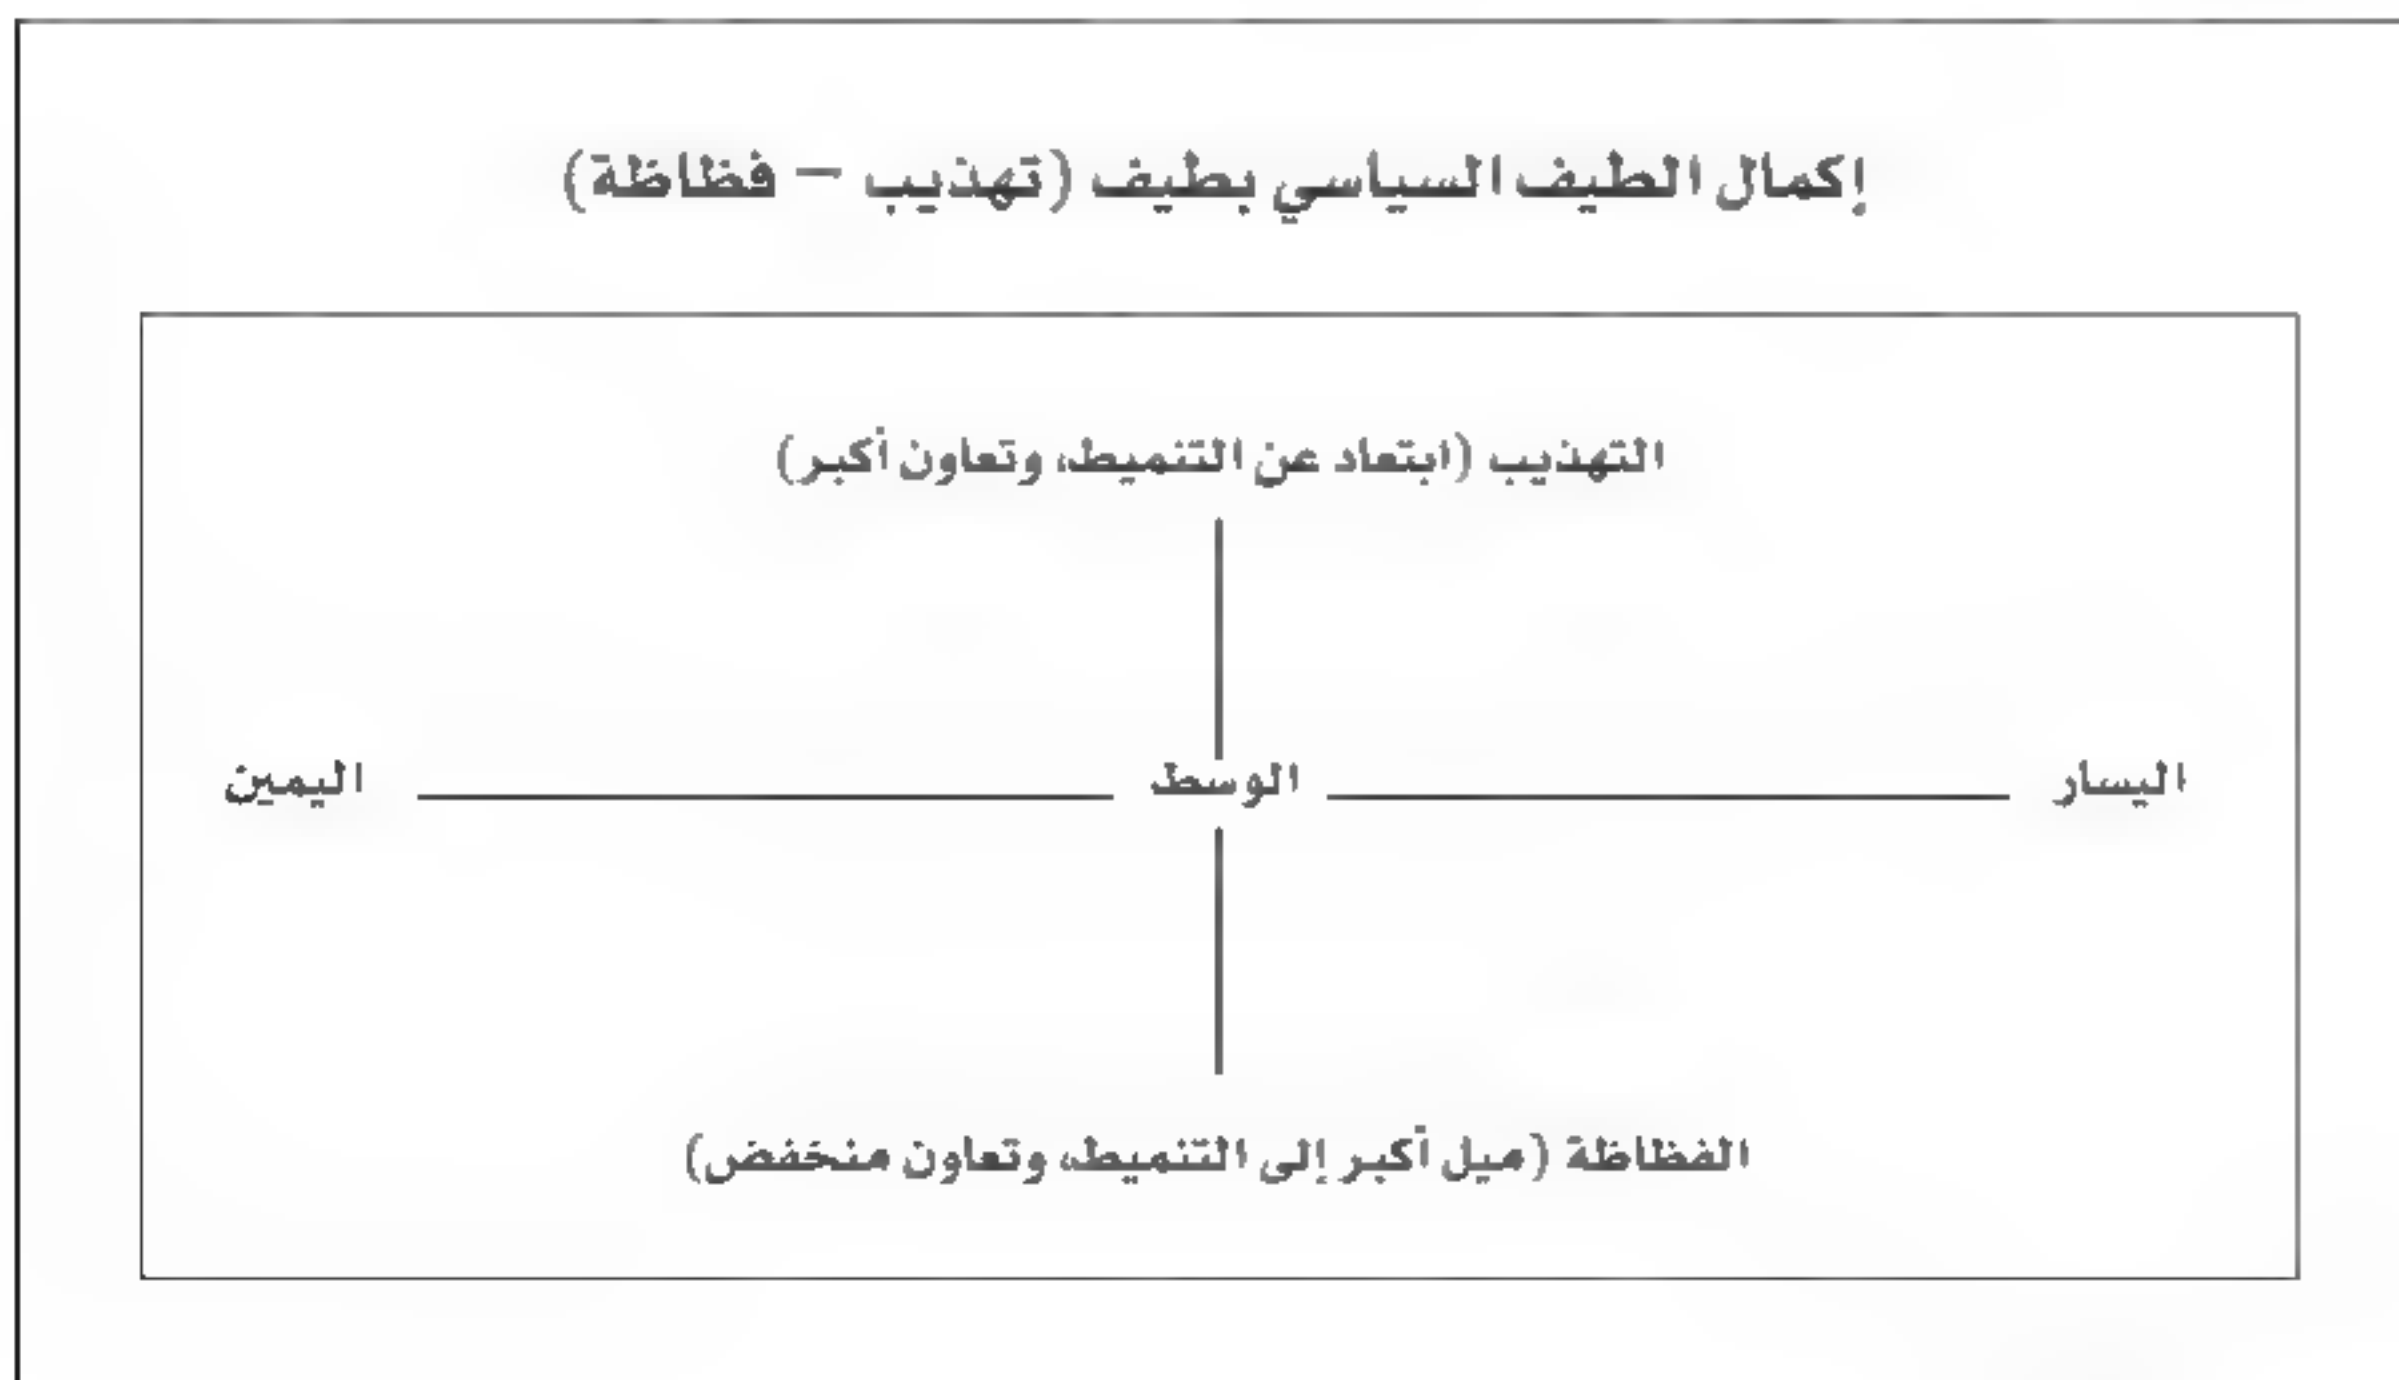 إكمال الطيف السياسي بطيف (تهذيب – فظاظة)
التهذيب (ابتعاد عن التنميط، وتعاون أكبر)
اليسار
الوسط
اليمين
الفظاظة (ميل أكبر إلى التنميط، وتعاون منخفض)